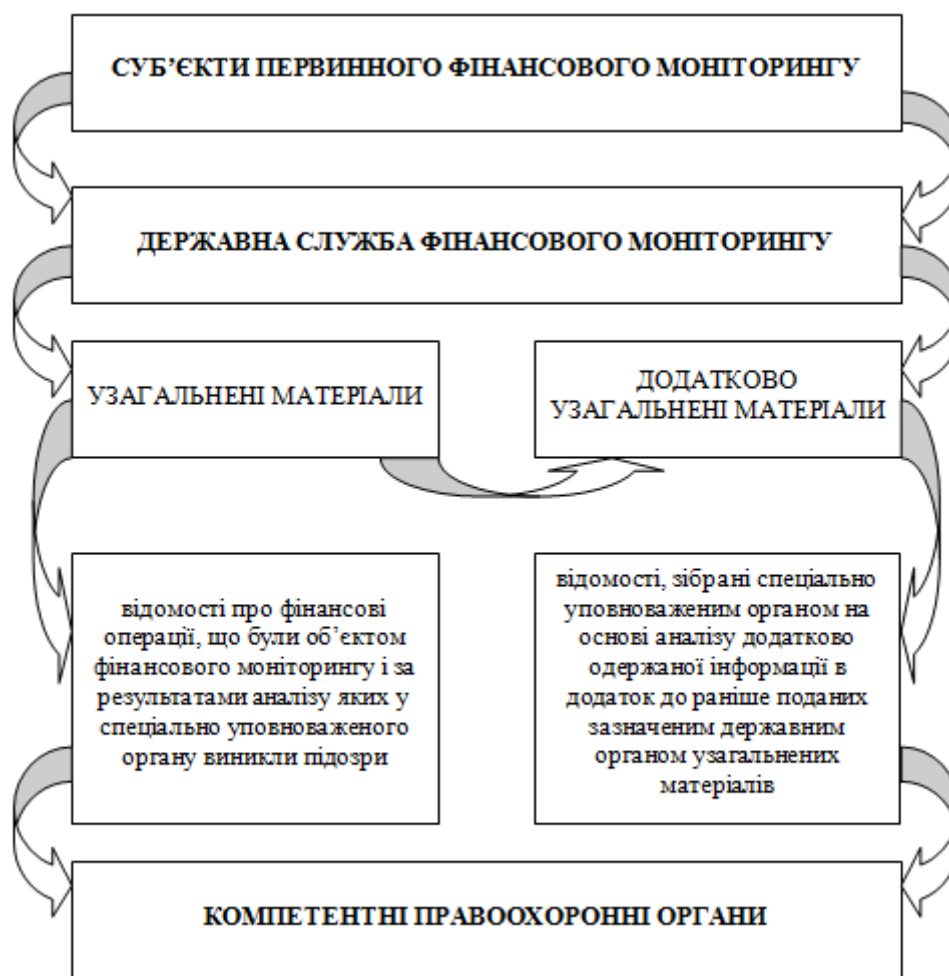 СУБ’ЄКТИ ПЕРВИННОГО ФІНАНСОВОГО МОНІТОРИНГУ
ДЕРЖАВНА СЛУЖБА ФІНАНСОВОГО МОНІТОРИНГУ
УЗАГАЛЬНЕНІ МАТЕРІАЛИ
ДОДАТКОВО
УЗАГАЛЬНЕНІ МАТЕРІАЛИ
відомості про фінансові
операції, що були об’єктом
фінансового моніторингу і за
результатами аналізу яких у
спеціально уповноваженого
органу виникли підозри
відомості, зібрані спеціально
уповноваженим органом на
основі аналізу додатково
одержаної інформації в
додаток до раніше поданих
зазначеним державним
органом узагальнених
матеріалів
КОМПЕТЕНТНІ ПРАВООХОРОННІ ОРГАНИ